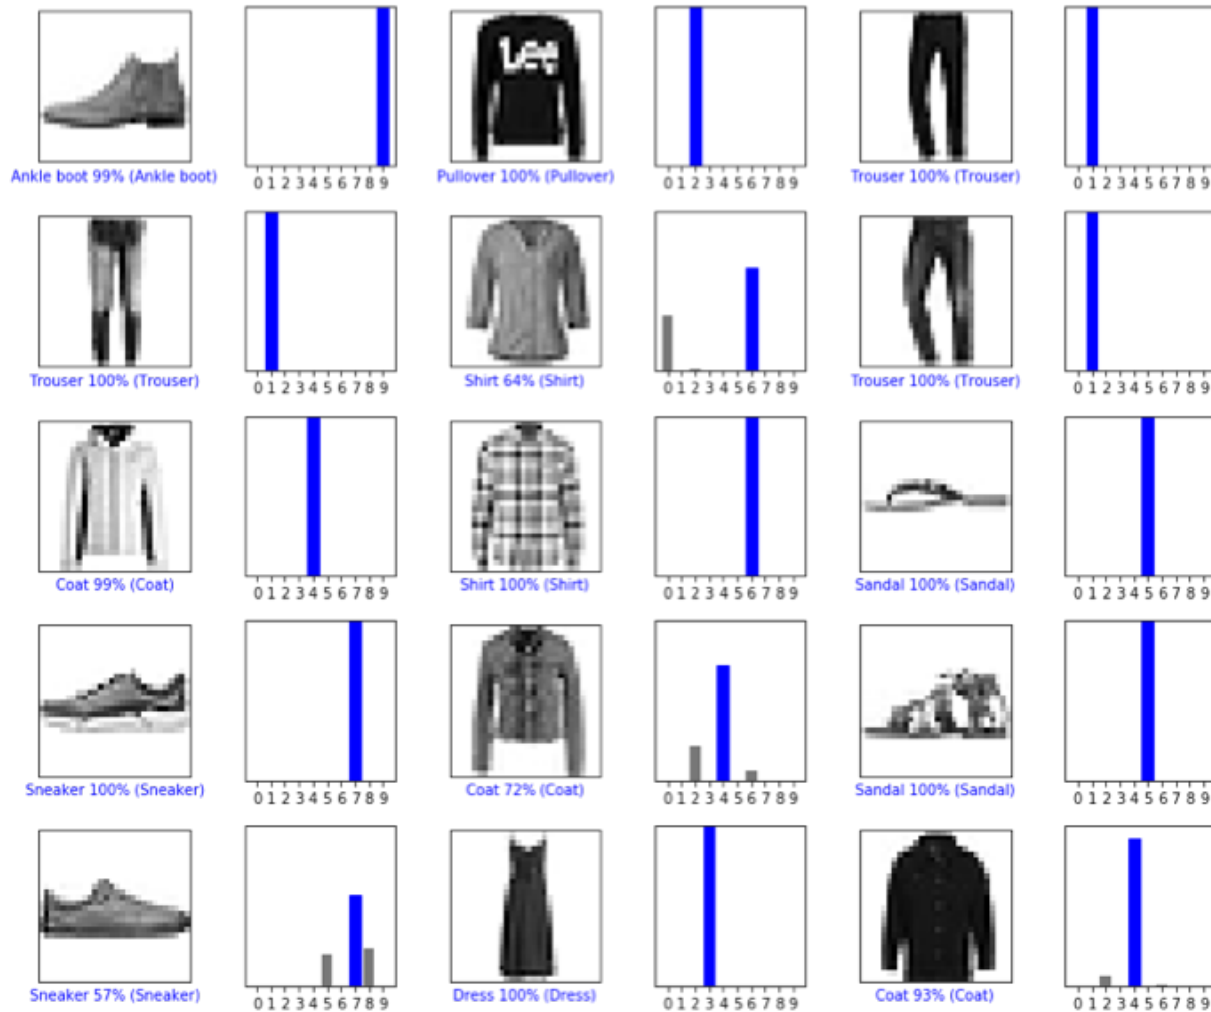 Lee
0 1 2 3 4 5 6 7 8 9
0 1 2 3 4 5 6 7 8 9
0 1 2 3 4 5 6 7 8 9
Ankle boot 99% (Ankle boot)
Pullover 100% (Pullover)
Trouser 100% (Trouser)
0 1 2 3 4 5 6 7 8 9
0 1 2 3 4 5 6 7 8 9
0 1 2 3 4 5 6 7 8 9
Trouser 100% (Trouser)
Shirt 64% (Shirt)
Trouser 100% (Trouser)
0 1 2 3 4 5 6 7 8 9
0 1 2 3 4 5 6 7 8 9
0 1 2 3 4 5 6 7 8 9
Coat 99% (Coat)
Shirt 100% (Shirt)
Sandal 100% (Sandal)
0 1 2 3 4 5 6 7 8 9
0 1 2 3 4 5 6 7 8 9
0 1 2 3 4 5 6 7 8 9
Sneaker 100% (Sneaker)
Coat 72% (Coat)
Sandal 100% (Sandal)
0 1 2 3 4 5 6 7 8 9
0 1 2 3 4 5 6 7 8 9
0 1 2 3 4 5 6 7 8 9
Sneaker 57% (Sneaker)
Dress 100% (Dress)
Coat 93% (Coat)